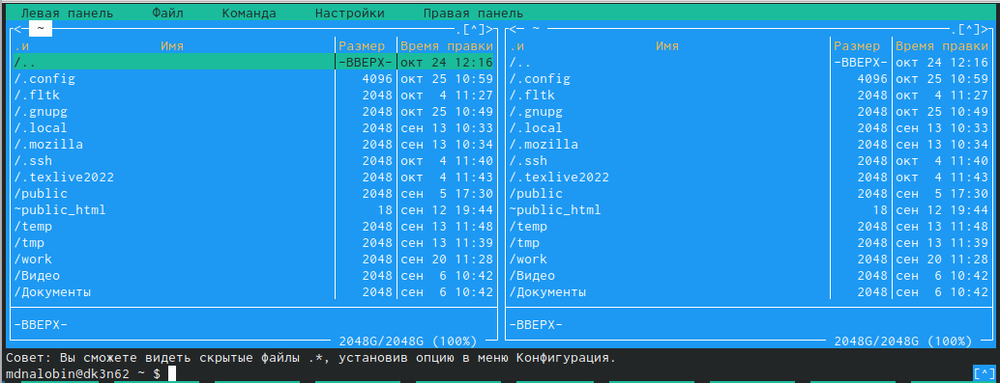 Левая панель Файл Команда Настройки Правая панель
<─ ~ .[^]> <─ ~ .[^]>
.и Имя Размер Время правки .и Имя Размер Время правки
/.. -ВВЕРХ- окт 24 12:16 /.. -ВВЕРХ- окт 24 12:16
/.config 4096 окт 25 10:59 /.config 4096 окт 25 10:59
/.fltk 2048 окт 4 11:27 /.fltk 2048 окт 4 11:27
/.gnupg 2048 окт 25 10:49 /.gnupg 2048 окт 25 10:49
/.local 2048 сен 13 10:33 /.local 2048 сен 13 10:33
/.mozilla 2048 сен 13 10:34 /.mozilla 2048 сен 13 10:34
/.ssh 2048 окт 4 11:40 /.ssh 2048 окт 4 11:40
/.texlive2022 2048 окт 4 11:43 /.texlive2022 2048 окт 4 11:43
/public 2048 сен 5 17:30 /public 2048 сен 5 17:30
~public_html 18 сен 12 19:44 ~public_html 18 сен 12 19:44
/temp 2048 сен 13 11:48 /temp 2048 сен 13 11:48
/tmp 2048 сен 13 11:39 /tmp 2048 сен 13 11:39
/work 2048 сен 20 11:28 /work 2048 сен 20 11:28
/Видео 2048 сен 6 10:42 /Видео 2048 сен 6 10:42
/Документы 2048 сен 6 10:42 /Документы 2048 сен 6 10:42
-ВВЕРХ- -ВВЕРХ-
2048G/2048G (100%) 2048G/2048G (100%)
Совет: Вы сможете видеть скрытые файлы .*, установив опцию в меню Конфигурация.
mdnalobin@dk3n62 ~ $ [^]